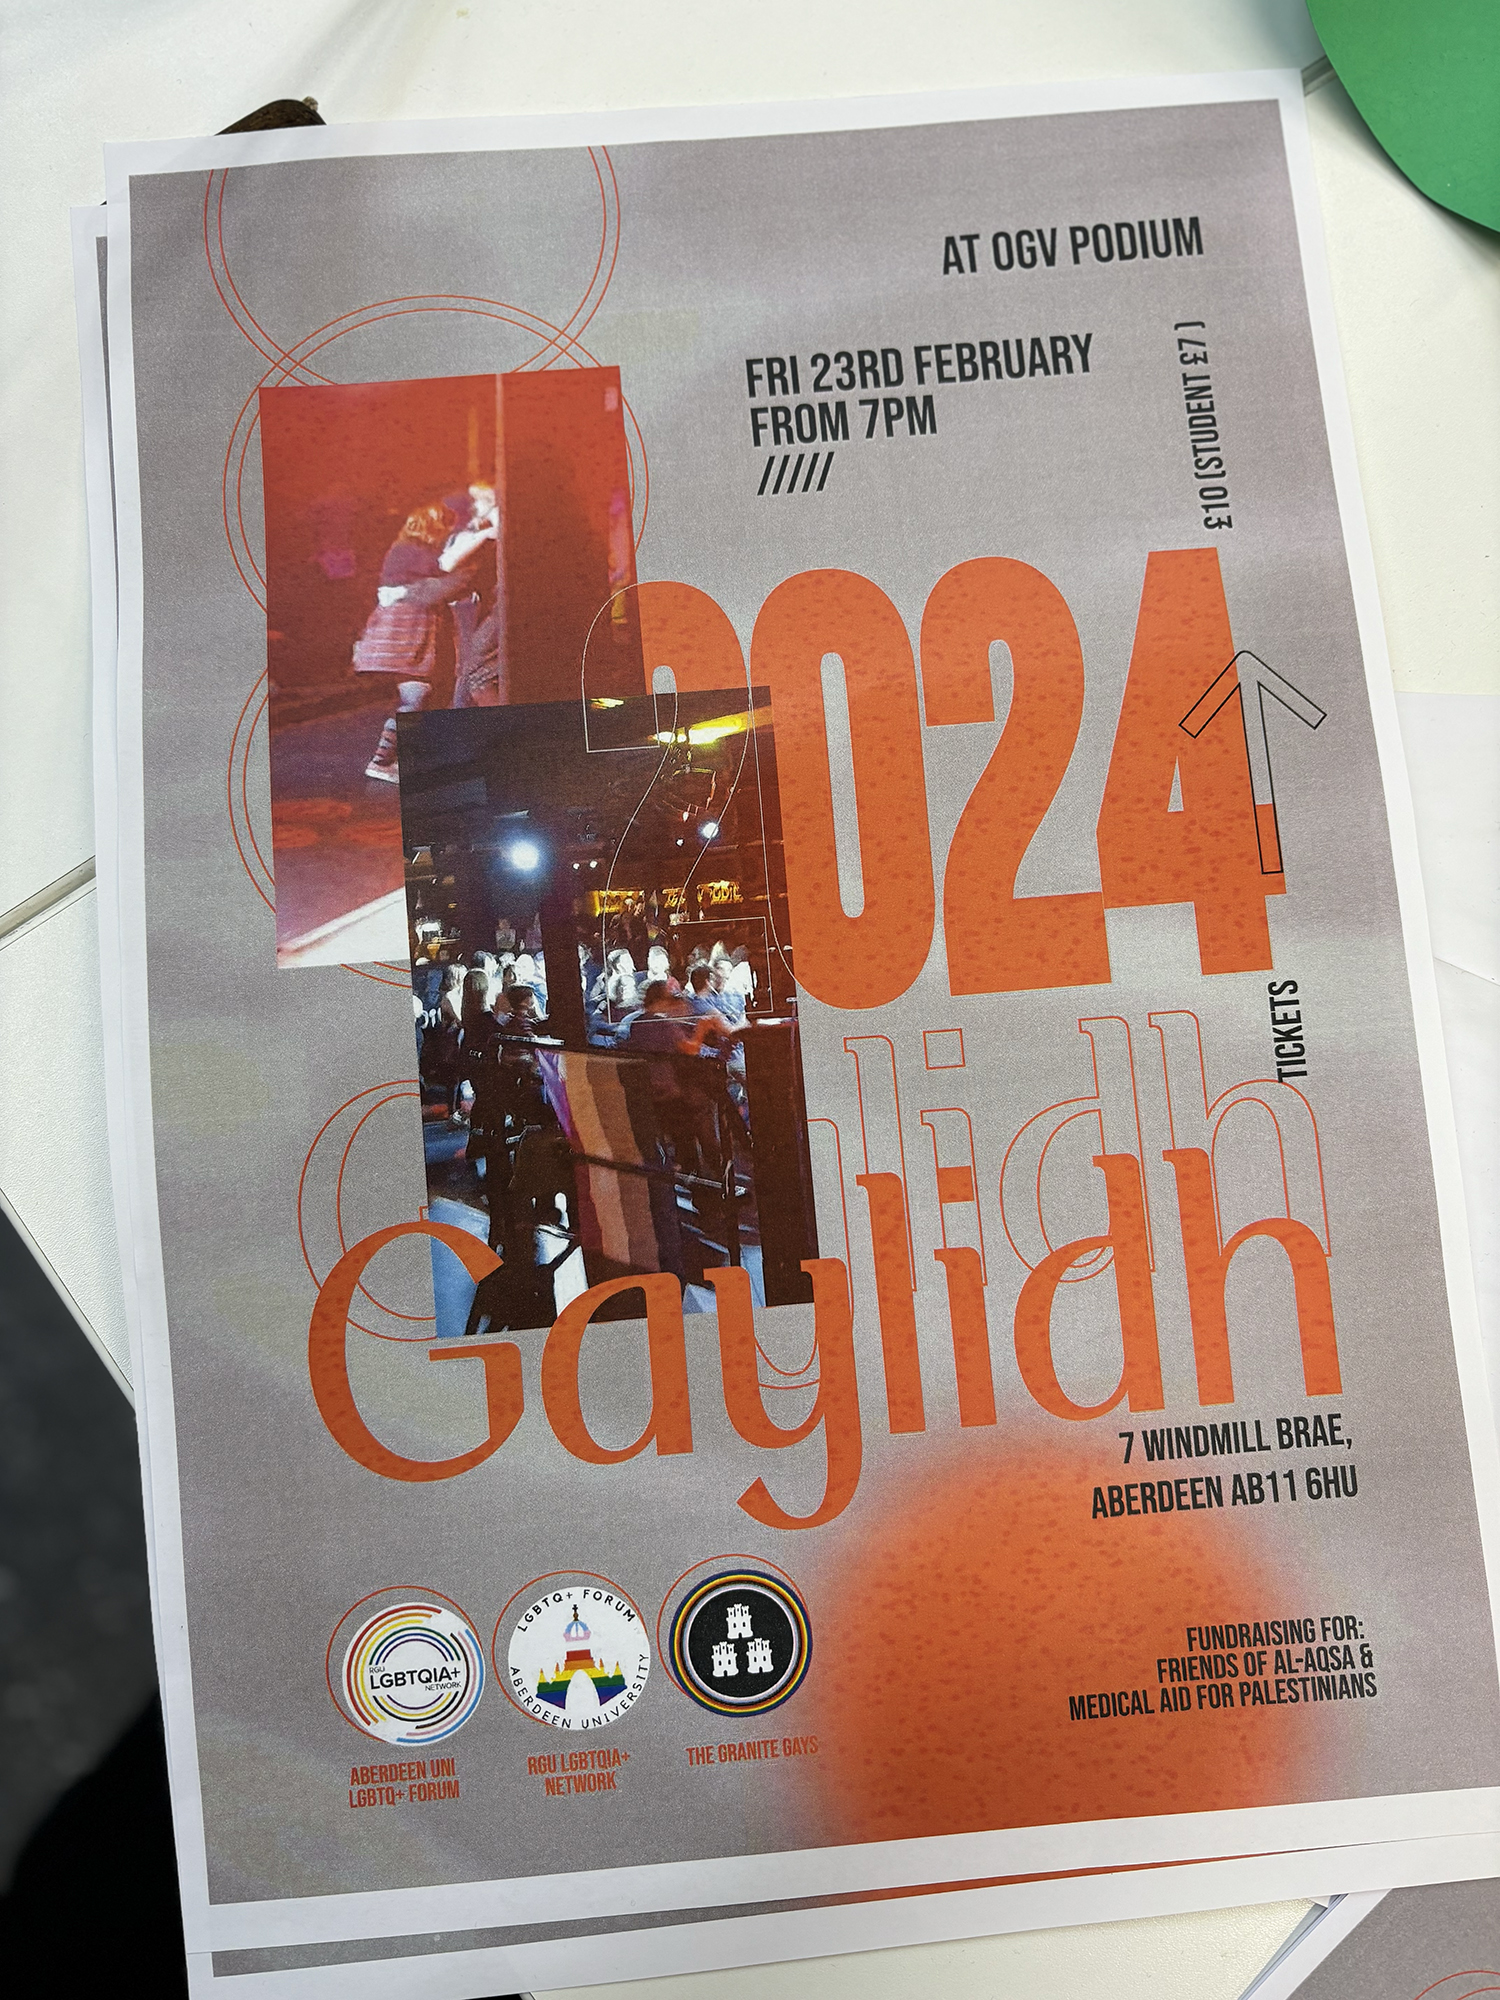 AT OGV PODIUM
FRI 23RD FEBRUARY
FROM 7PM
/////
£10 (STUDENT £7)
2024
TICKETS
Gaylidh
7 WINDMILL BRAE,
ABERDEEN AB11 6HU
RGU
LGBTQIA+
NETWORK
LGBTQ+ FORUM
ABERDEEN UNIVERSITY
ABERDEEN UNI
LGBTQ+ FORUM
RGU LGBTQIA+
NETWORK
THE GRANITE GAYS
FUNDRAISING FOR:
FRIENDS OF AL-AQSA &
MEDICAL AID FOR PALESTINIANS